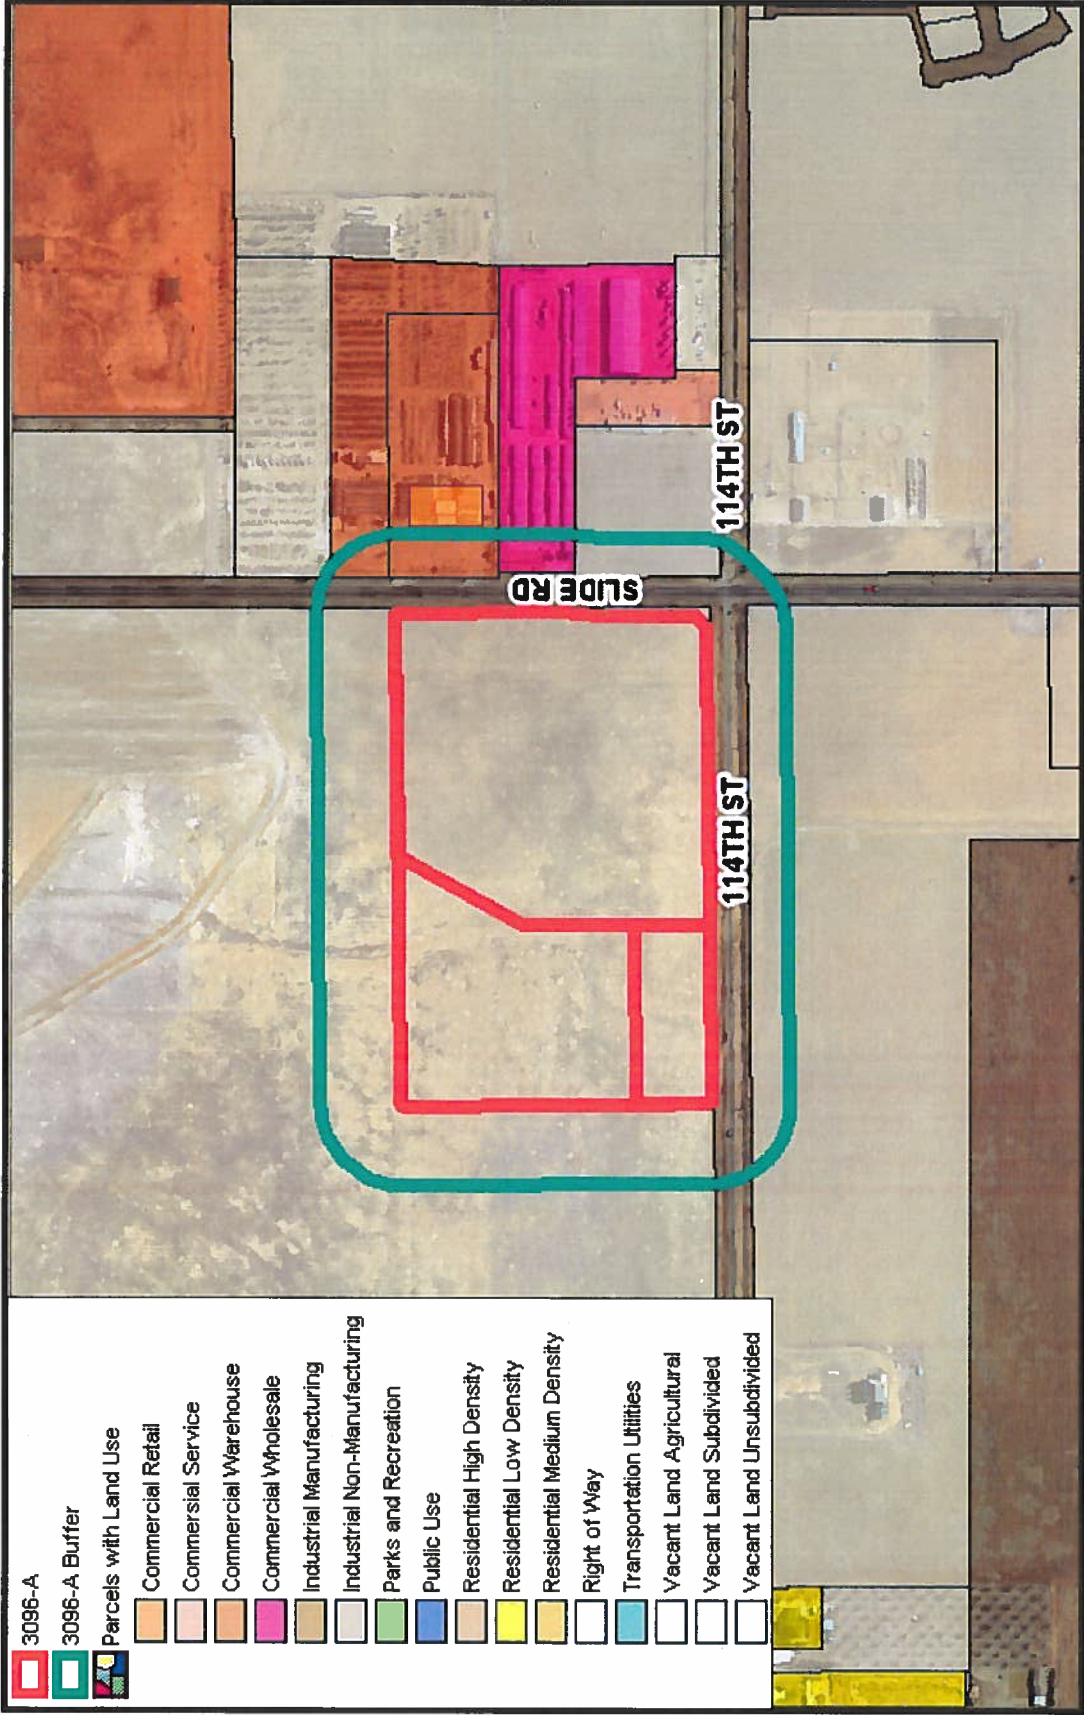 3096-A
3096-A Buffer
Parcels with Land Use
Commercial Retail
Commersial Service
Commercial Warehouse
Commercial Wholesale
Industrial Manufacturing
Industrial Non-Manufacturing
Parks and Recreation
Public Use
Residential High Density
Residential Low Density
Residential Medium Density
Right of Way
Transportation Utilities
Vacant Land Agricultural
Vacant Land Subdivided
Vacant Land Unsubdivided
SLIDE RD
114TH ST
114TH ST